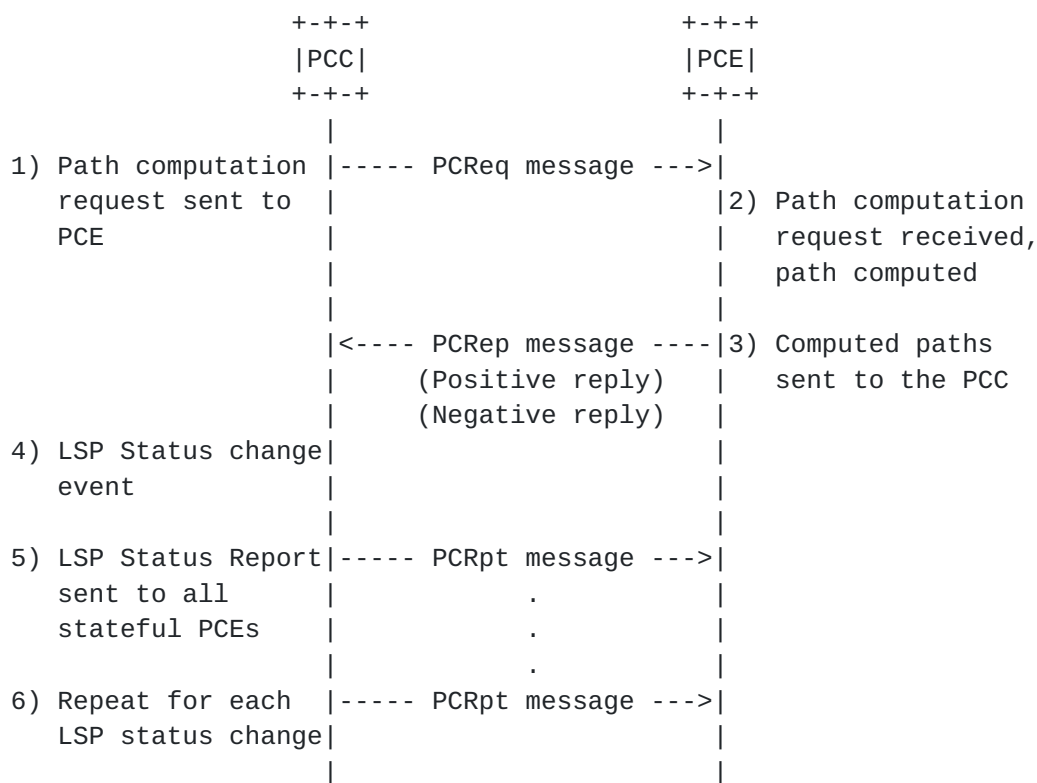 +-+-+                    +-+-+
|PCC|                    |PCE|
+-+-+                    +-+-+
  |                        |
1) Path computation |----- PCReq message --->|
   request sent to  |                        |2) Path computation
   PCE              |                        |   request received,
                    |                        |   path computed
                    |                        |
                    |<---- PCRep message ----|3) Computed paths
                    |     (Positive reply)   |   sent to the PCC
                    |     (Negative reply)   |
4) LSP Status change|                        |
   event            |                        |
                    |                        |
5) LSP Status Report|----- PCRpt message --->|
   sent to all      |            .           |
   stateful PCEs    |            .           |
                    |            .           |
6) Repeat for each  |----- PCRpt message --->|
   LSP status change|                        |
                    |                        |